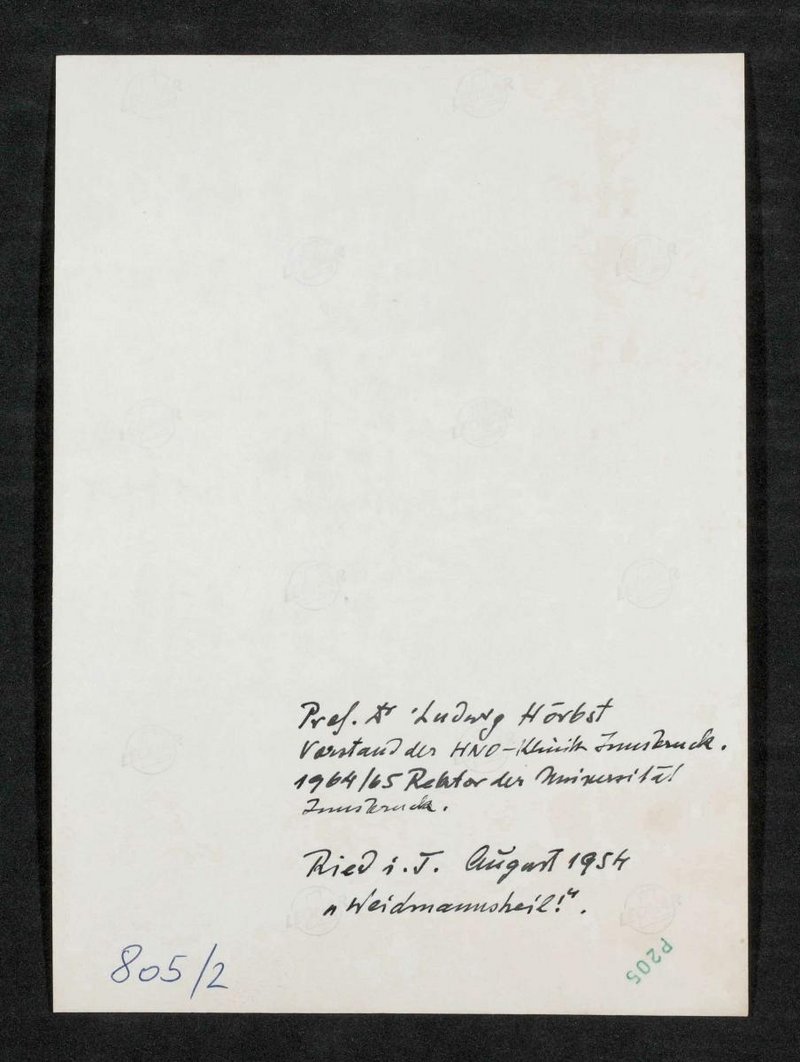 Prof. Dr Ludwig Hörbst
Vorstand der HNO-Klinik Innsbruck.
1964/65 Rektor der Universität
Innsbruck.
Ried i. T. August 1954
"Weidmannsheil!".
805/2
P205